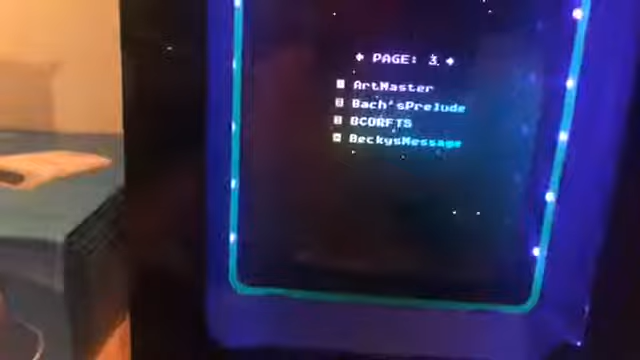 PAGE: 3
ArtMaster
Bach'sPrelude
BCORFTS
BeckysMessage